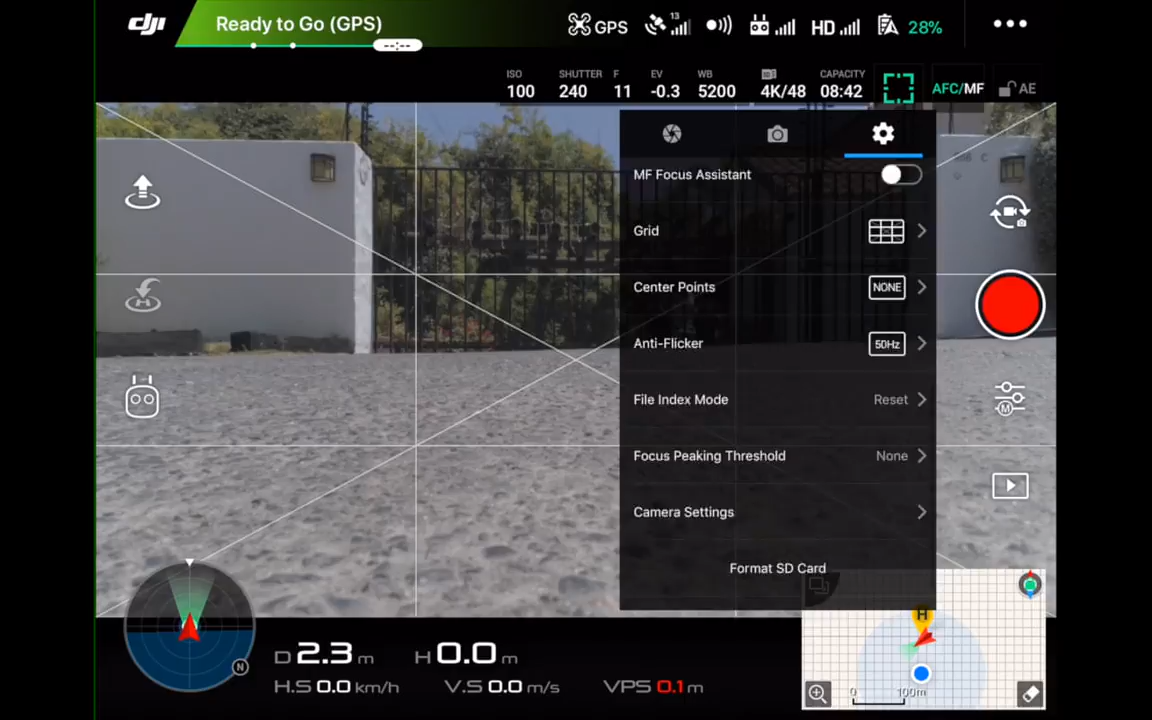 dji Ready to Go (GPS) GPS 13 HD 28%
--:--
ISO SHUTTER F EV WB CAPACITY
100 240 11 -0.3 5200 4K/48 08:42 AFC/MF AE
MF Focus Assistant
Grid
Center Points NONE
Anti-Flicker 50Hz
File Index Mode Reset
Focus Peaking Threshold None
Camera Settings
Format SD Card
M
H
N
D 2.3 m H 0.0 m
H.S 0.0 km/h V.S 0.0 m/s VPS 0.1 m
0 100m